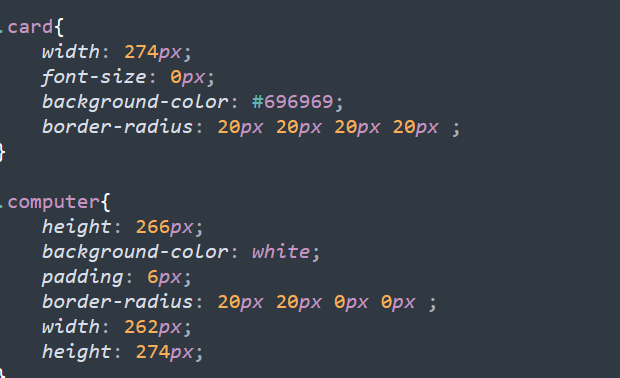 .card{
width: 274px;
font-size: 0px;
background-color: #696969;
border-radius: 20px 20px 20px 20px ;
}
.computer{
height: 266px;
background-color: white;
padding: 6px;
border-radius: 20px 20px 0px 0px ;
width: 262px;
height: 274px;
}